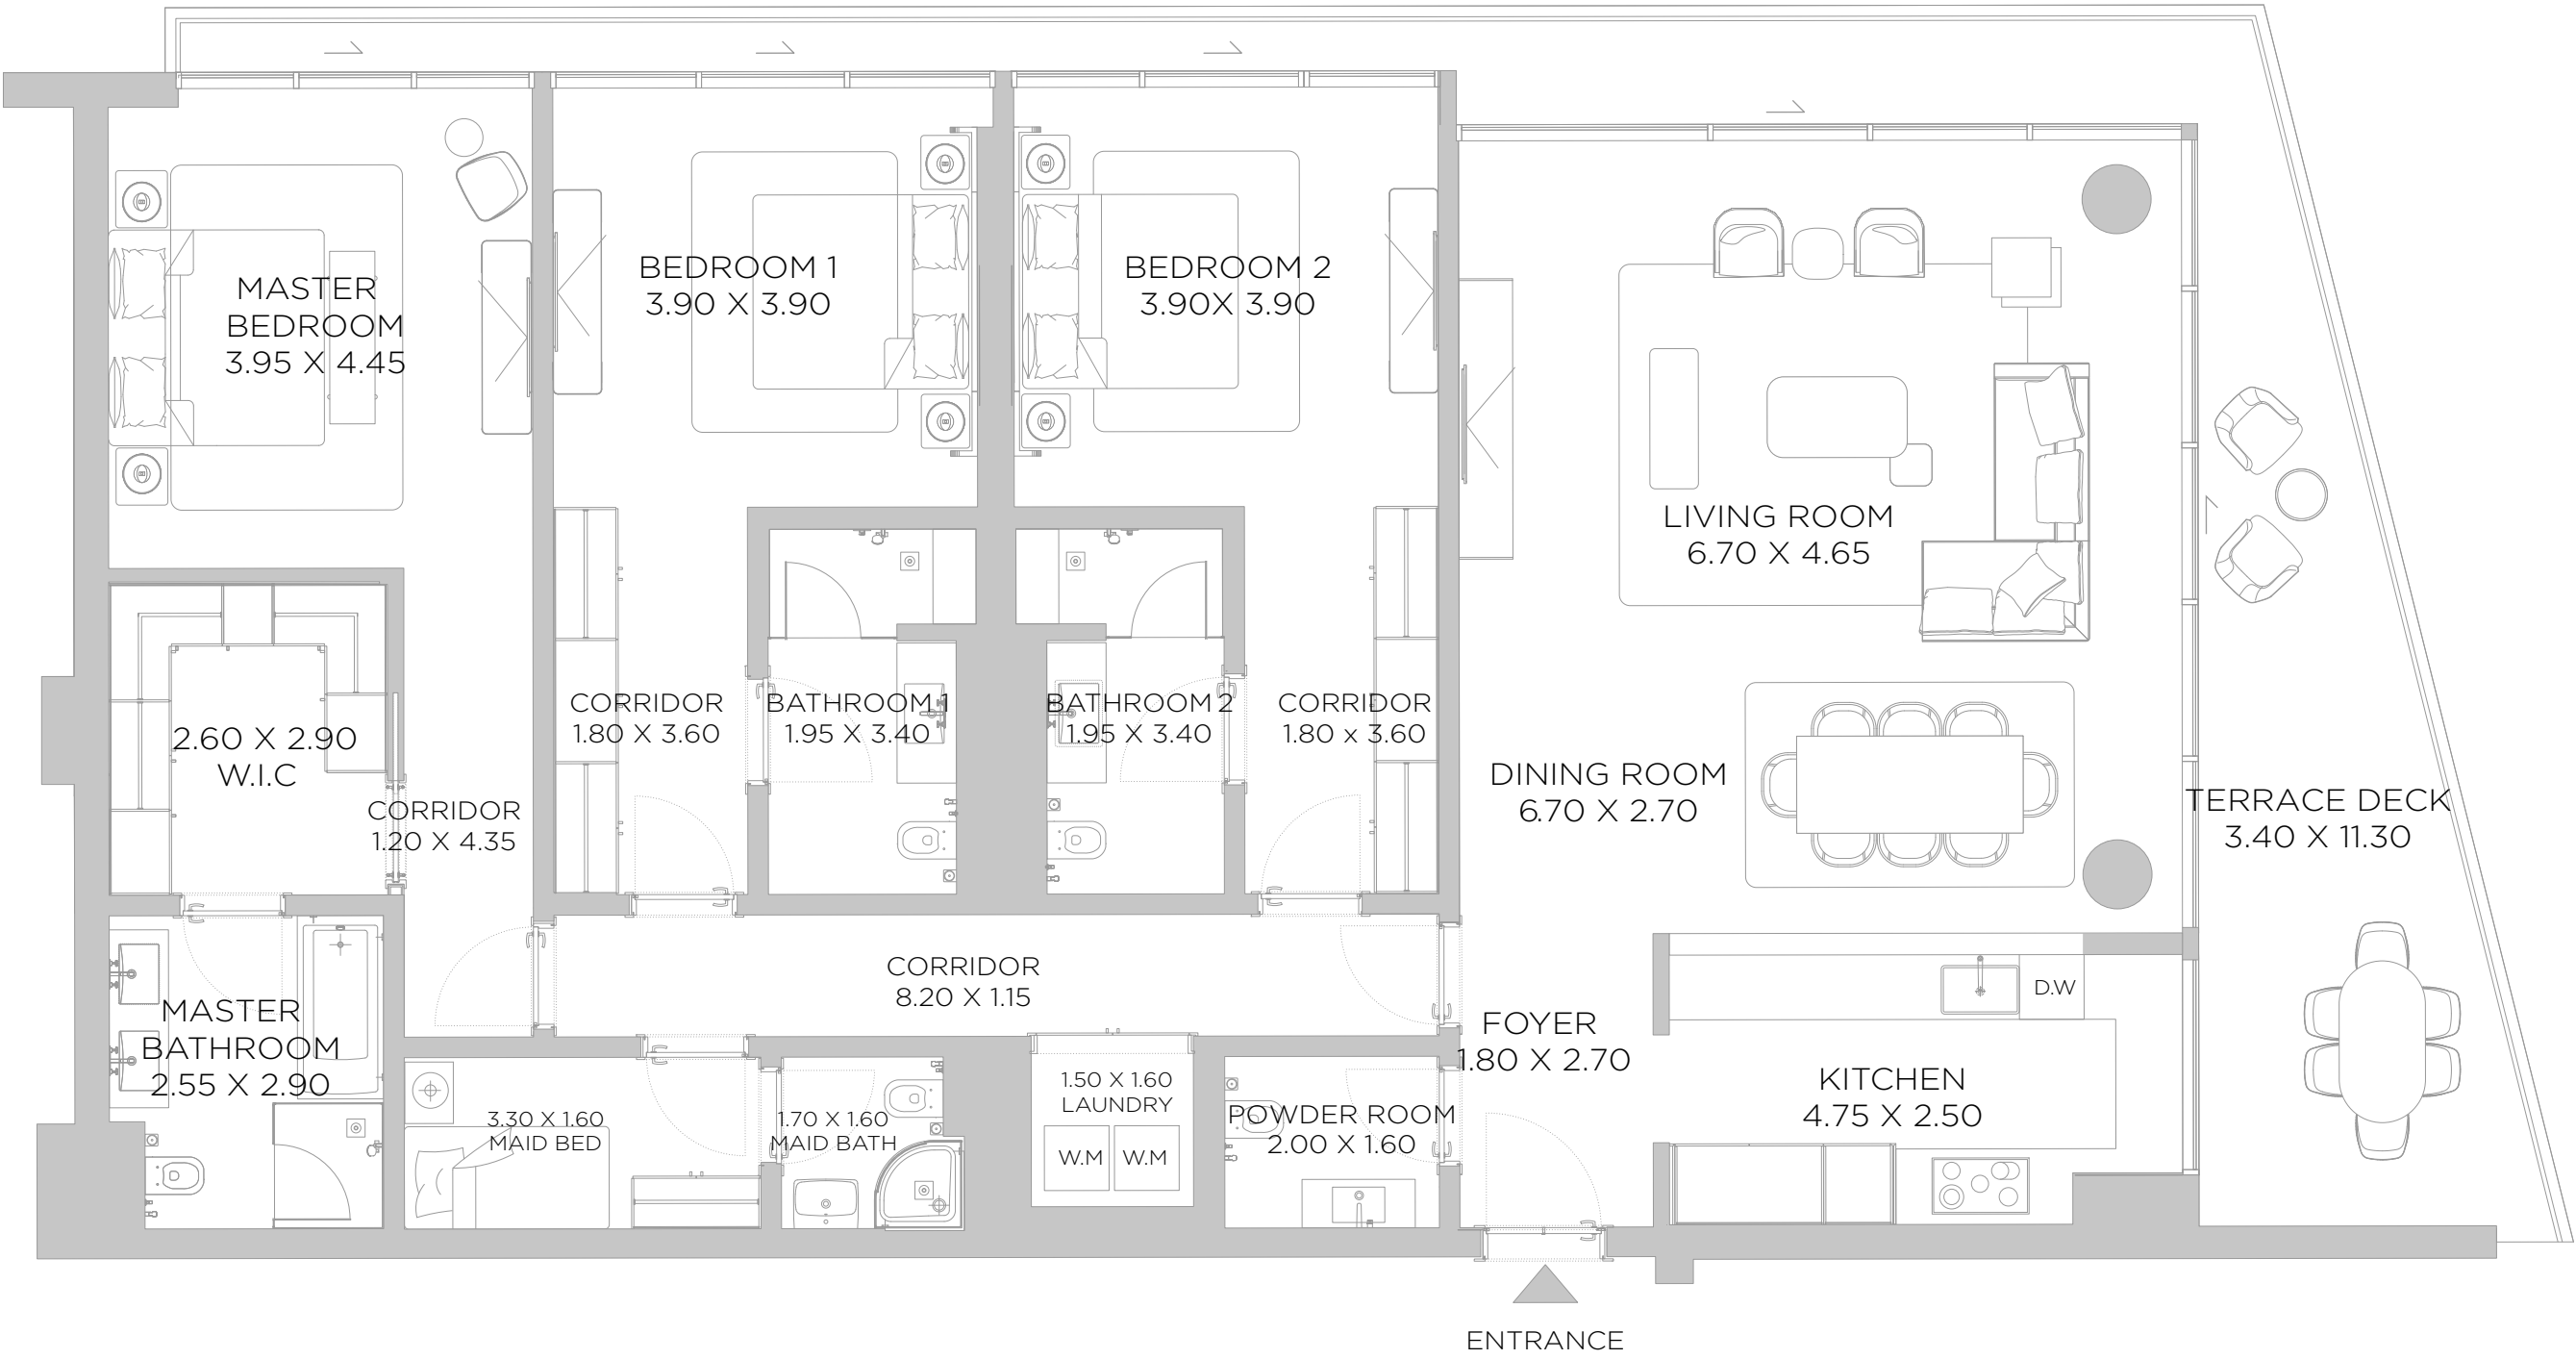 MASTER
BEDROOM
3.95 X 4.45
BEDROOM 1
3.90 X 3.90
BEDROOM 2
3.90X 3.90
LIVING ROOM
6.70 X 4.65
2.60 X 2.90
W.I.C
CORRIDOR
1.20 X 4.35
CORRIDOR
1.80 X 3.60
BATHROOM 1
1.95 X 3.40
BATHROOM 2
1.95 X 3.40
CORRIDOR
1.80 x 3.60
DINING ROOM
6.70 X 2.70
TERRACE DECK
3.40 X 11.30
MASTER
BATHROOM
2.55 X 2.90
CORRIDOR
8.20 X 1.15
FOYER
1.80 X 2.70
D.W
KITCHEN
4.75 X 2.50
3.30 X 1.60
MAID BED
1.70 X 1.60
MAID BATH
1.50 X 1.60
LAUNDRY
W.M
W.M
POWDER ROOM
2.00 X 1.60
ENTRANCE